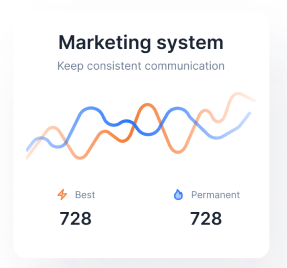 Marketing system
Keep consistent communication
Best
Permanent
728
728